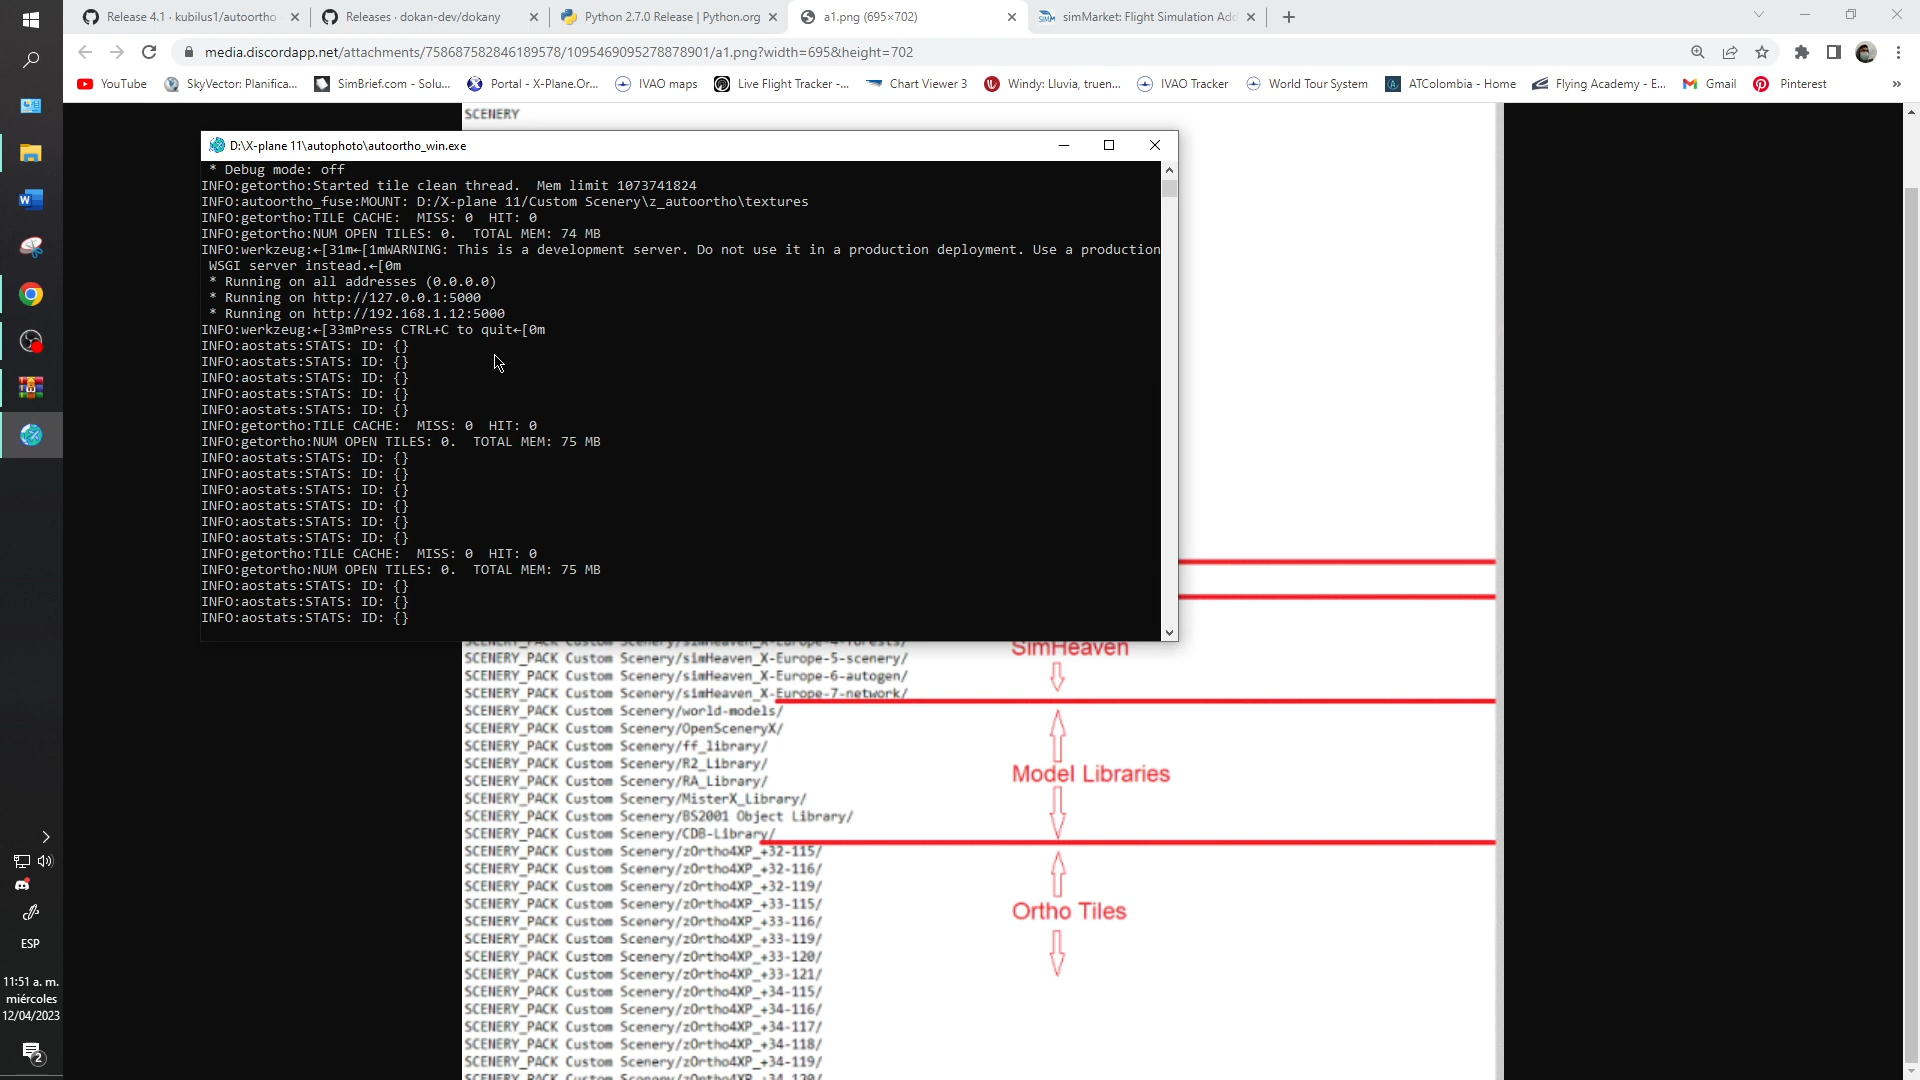 Release 4.1 · kubilus1/autoortho
Releases · dokan-dev/dokany
Python 2.7.0 Release | Python.org
a1.png (695×702)
simMarket: Flight Simulation Add
media.discordapp.net/attachments/758687582846189578/1095469095278878901/a1.png?width=695&height=702
YouTube
SkyVector: Planifica...
SimBrief.com - Solu...
Portal - X-Plane.Or...
IVAO maps
Live Flight Tracker -...
Chart Viewer 3
Windy: Lluvia, truen...
IVAO Tracker
World Tour System
ATColombia - Home
Flying Academy - E...
Gmail
Pinterest
»
SCENERY
D:\X-plane 11\autophoto\autoortho_win.exe
* Debug mode: off
INFO:getortho:Started tile clean thread.  Mem limit 1073741824
INFO:autoortho_fuse:MOUNT: D:/X-plane 11/Custom Scenery\z_autoortho\textures
INFO:getortho:TILE CACHE:  MISS: 0  HIT: 0
INFO:getortho:NUM OPEN TILES: 0.  TOTAL MEM: 74 MB
INFO:werkzeug:←[31m←[1mWARNING: This is a development server. Do not use it in a production deployment. Use a production
WSGI server instead.←[0m
* Running on all addresses (0.0.0.0)
* Running on http://127.0.0.1:5000
* Running on http://192.168.1.12:5000
INFO:werkzeug:←[33mPress CTRL+C to quit←[0m
INFO:aostats:STATS: ID: {}
INFO:aostats:STATS: ID: {}
INFO:aostats:STATS: ID: {}
INFO:aostats:STATS: ID: {}
INFO:aostats:STATS: ID: {}
INFO:getortho:TILE CACHE:  MISS: 0  HIT: 0
INFO:getortho:NUM OPEN TILES: 0.  TOTAL MEM: 75 MB
INFO:aostats:STATS: ID: {}
INFO:aostats:STATS: ID: {}
INFO:aostats:STATS: ID: {}
INFO:aostats:STATS: ID: {}
INFO:aostats:STATS: ID: {}
INFO:aostats:STATS: ID: {}
INFO:getortho:TILE CACHE:  MISS: 0  HIT: 0
INFO:getortho:NUM OPEN TILES: 0.  TOTAL MEM: 75 MB
INFO:aostats:STATS: ID: {}
INFO:aostats:STATS: ID: {}
INFO:aostats:STATS: ID: {}
SCENERY_PACK Custom Scenery/simHeaven_X-Europe-4-forests/
SimHeaven
SCENERY_PACK Custom Scenery/simHeaven_X-Europe-5-scenery/
SCENERY_PACK Custom Scenery/simHeaven_X-Europe-6-autogen/
SCENERY_PACK Custom Scenery/simHeaven_X-Europe-7-network/
SCENERY_PACK Custom Scenery/world-models/
SCENERY_PACK Custom Scenery/OpenSceneryX/
SCENERY_PACK Custom Scenery/ff_library/
SCENERY_PACK Custom Scenery/R2_Library/
Model Libraries
SCENERY_PACK Custom Scenery/RA_Library/
SCENERY_PACK Custom Scenery/MisterX_Library/
SCENERY_PACK Custom Scenery/BS2001 Object Library/
SCENERY_PACK Custom Scenery/CDB-Library/
SCENERY_PACK Custom Scenery/zOrtho4XP_+32-115/
SCENERY_PACK Custom Scenery/zOrtho4XP_+32-116/
SCENERY_PACK Custom Scenery/zOrtho4XP_+32-119/
SCENERY_PACK Custom Scenery/zOrtho4XP_+33-115/
Ortho Tiles
SCENERY_PACK Custom Scenery/zOrtho4XP_+33-116/
SCENERY_PACK Custom Scenery/zOrtho4XP_+33-119/
SCENERY_PACK Custom Scenery/zOrtho4XP_+33-120/
SCENERY_PACK Custom Scenery/zOrtho4XP_+33-121/
SCENERY_PACK Custom Scenery/zOrtho4XP_+34-115/
SCENERY_PACK Custom Scenery/zOrtho4XP_+34-116/
SCENERY_PACK Custom Scenery/zOrtho4XP_+34-117/
SCENERY_PACK Custom Scenery/zOrtho4XP_+34-118/
SCENERY_PACK Custom Scenery/zOrtho4XP_+34-119/
SCENERY_PACK Custom Scenery/zOrtho4XP_+34-120/
ESP
11:51 a. m.
miércoles
12/04/2023
2